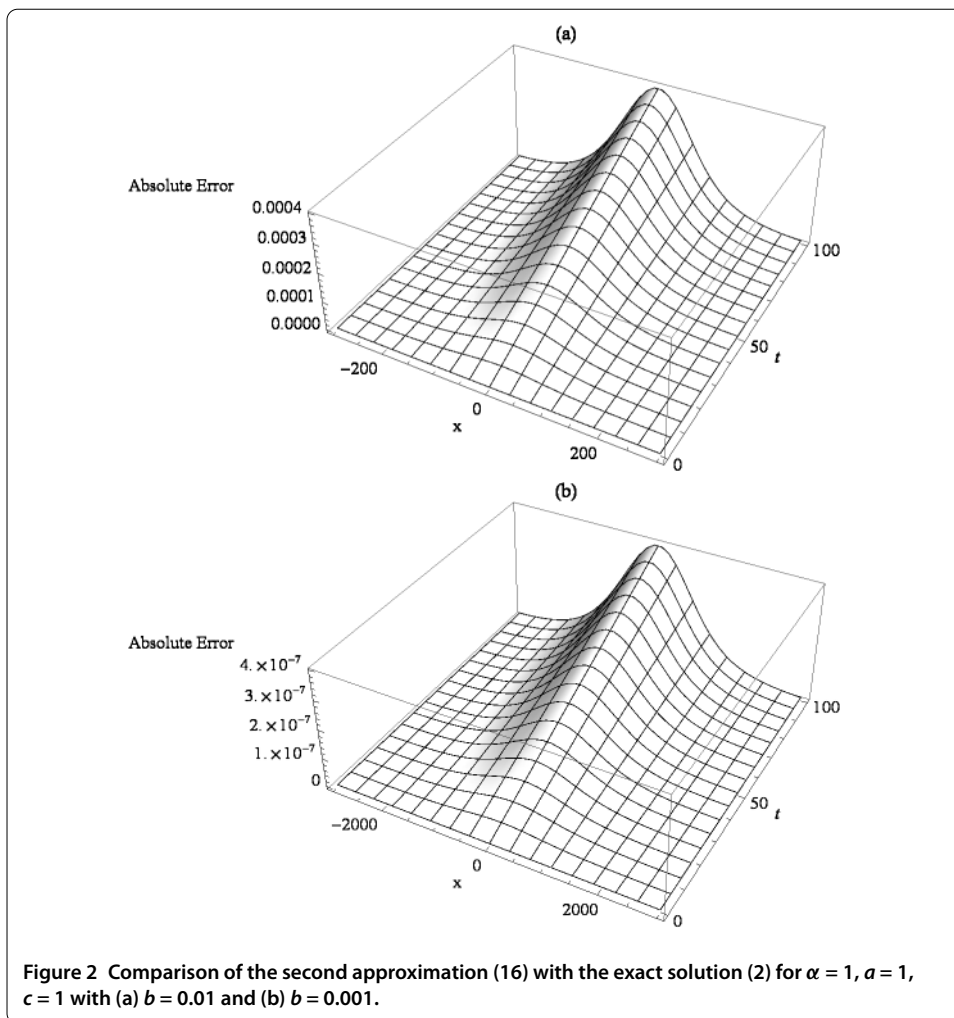 (a)
Absolute Error
0.0004
0.0003
0.0002
0.0001
0.0000
−200
0
x
200
0
50
t
100
(b)
Absolute Error
4.×10⁻⁷
3.×10⁻⁷
2.×10⁻⁷
1.×10⁻⁷
0
−2000
0
x
2000
0
50
t
100
Figure 2 Comparison of the second approximation (16) with the exact solution (2) for α = 1, a = 1,
c = 1 with (a) b = 0.01 and (b) b = 0.001.